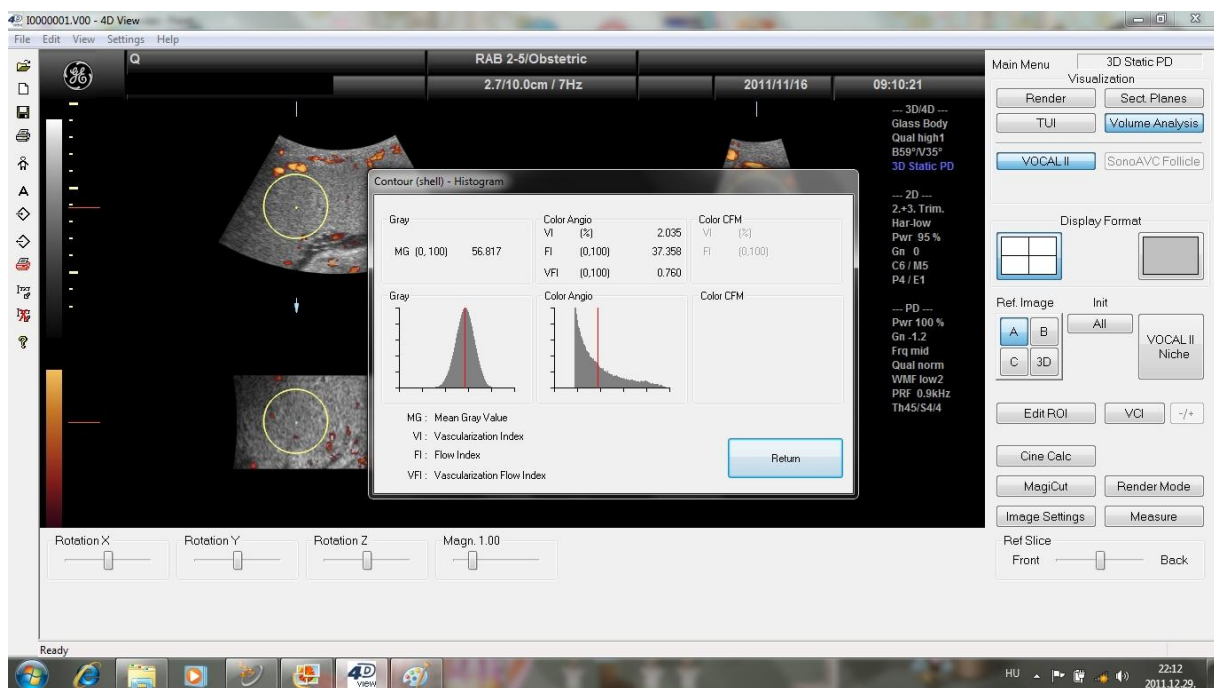 I0000001.V00 - 4D View
File Edit View Settings Help
Q
RAB 2-5/Obstetric
2.7/10.0cm / 7Hz
2011/11/16
09:10:21
--- 3D/4D ---
Glass Body
Qual high1
B59°/V35°
3D Static PD
--- 2D ---
2.+3. Trim.
Har-low
Pwr 95 %
Gn 0
C6 / M5
P4 / E1
--- PD ---
Pwr 100 %
Gn -1.2
Frq mid
Qual norm
WMF low2
PRF 0.9kHz
Th45/S4/4
Contour (shell) - Histogram
Gray
MG (0, 100) 56.817
Color Angio
VI (%) 2.035
FI (0,100) 37.358
VFI (0,100) 0.760
Color CFM
VI (%)
FI (0,100)
Gray
Color Angio
Color CFM
MG : Mean Gray Value
VI : Vascularization Index
FI : Flow Index
VFI : Vascularization Flow Index
Return
Main Menu
3D Static PD
Visualization
Render
Sect. Planes
TUI
Volume Analysis
VOCAL II
SonoAVC Follicle
Display Format
Ref. Image
Init
A
B
C
3D
All
VOCAL II
Niche
Edit ROI
VCI
-/+
Cine Calc
MagiCut
Render Mode
Image Settings
Measure
Ref Slice
Front
Back
Rotation X
Rotation Y
Rotation Z
Magn. 1.00
Ready
4D
View
HU
22:12
2011.12.29.